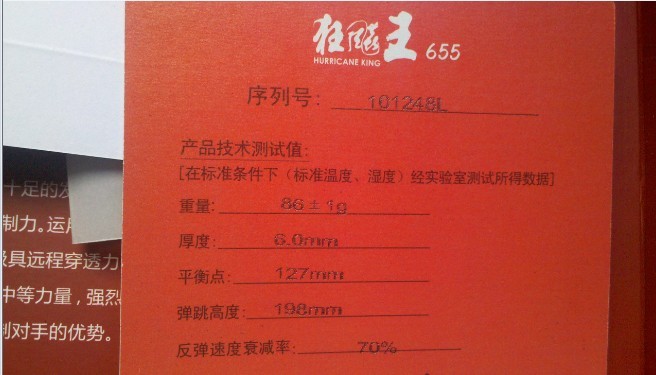 狂飚王 655
HURRICANE KING
序列号: 101248L
产品技术测试值:
[在标准条件下（标准温度、湿度）经实验室测试所得数据]
重量: 86±1g
厚度: 6.0mm
平衡点: 127mm
弹跳高度: 198mm
反弹速度衰减率: 70%
十足的发
制力。运用
极具远程穿透力
中等力量，强烈
制对手的优势。